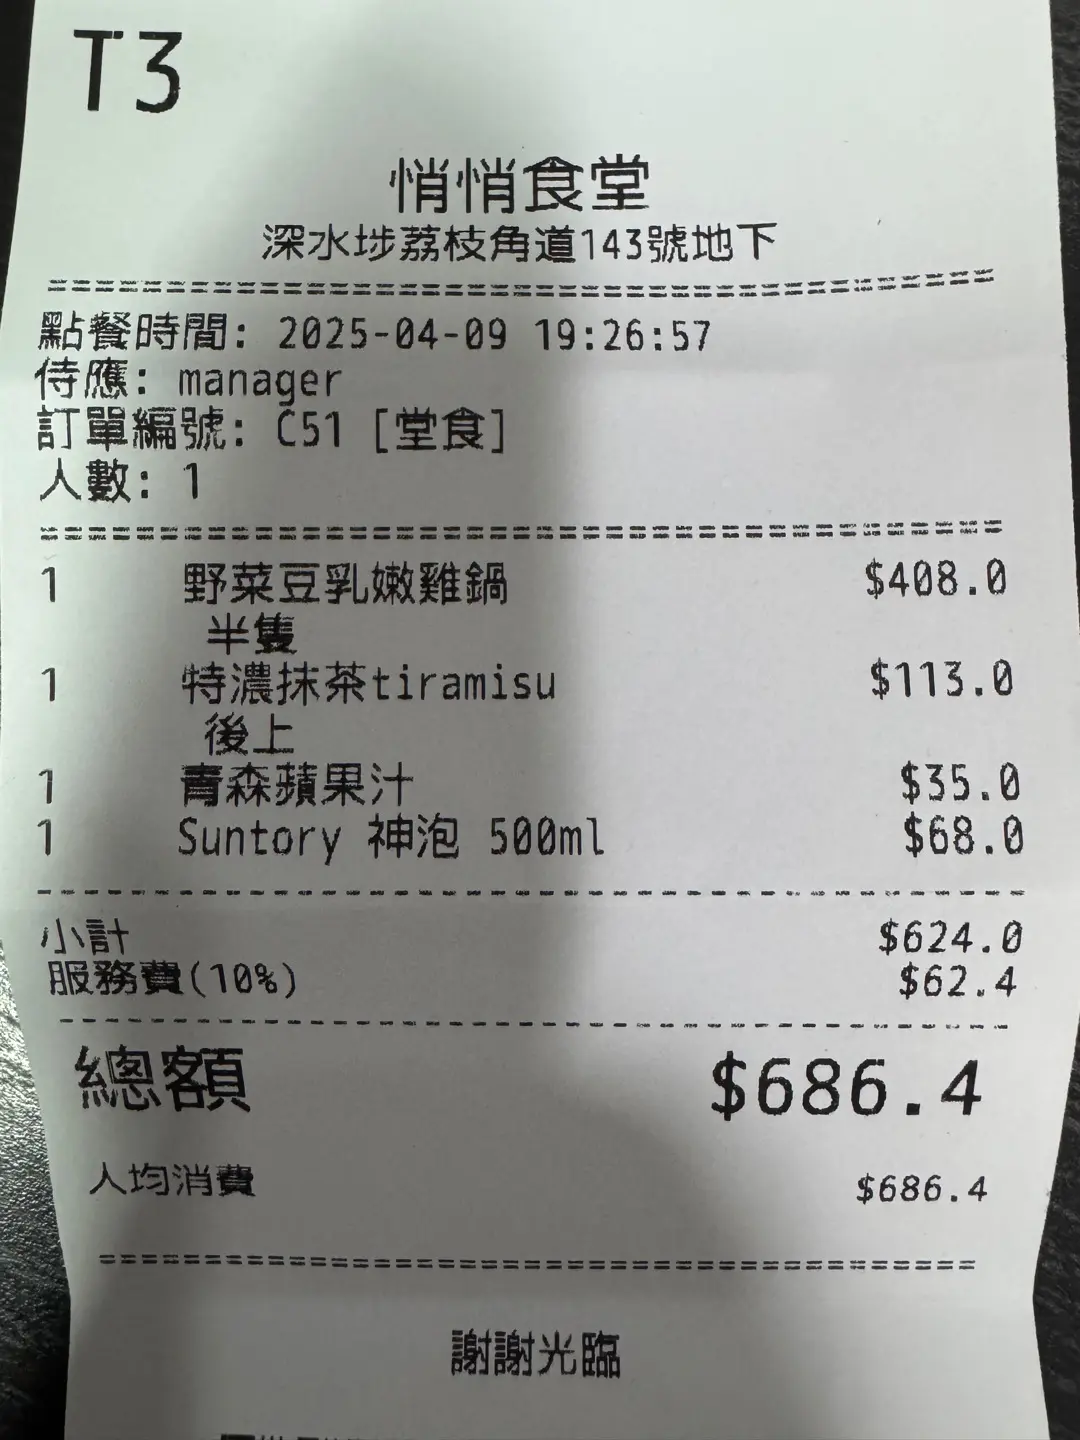 T3
悄悄食堂
深水埗荔枝角道143號地下
點餐時間: 2025-04-09 19:26:57
侍應: manager
訂單編號: C51 [堂食]
人數: 1
1 野菜豆乳嫩雞鍋 $408.0
半隻
1 特濃抹茶tiramisu $113.0
後上
1 青森蘋果汁 $35.0
1 Suntory 神泡 500ml $68.0
小計 $624.0
服務費(10%) $62.4
總額 $686.4
人均消費 $686.4
謝謝光臨